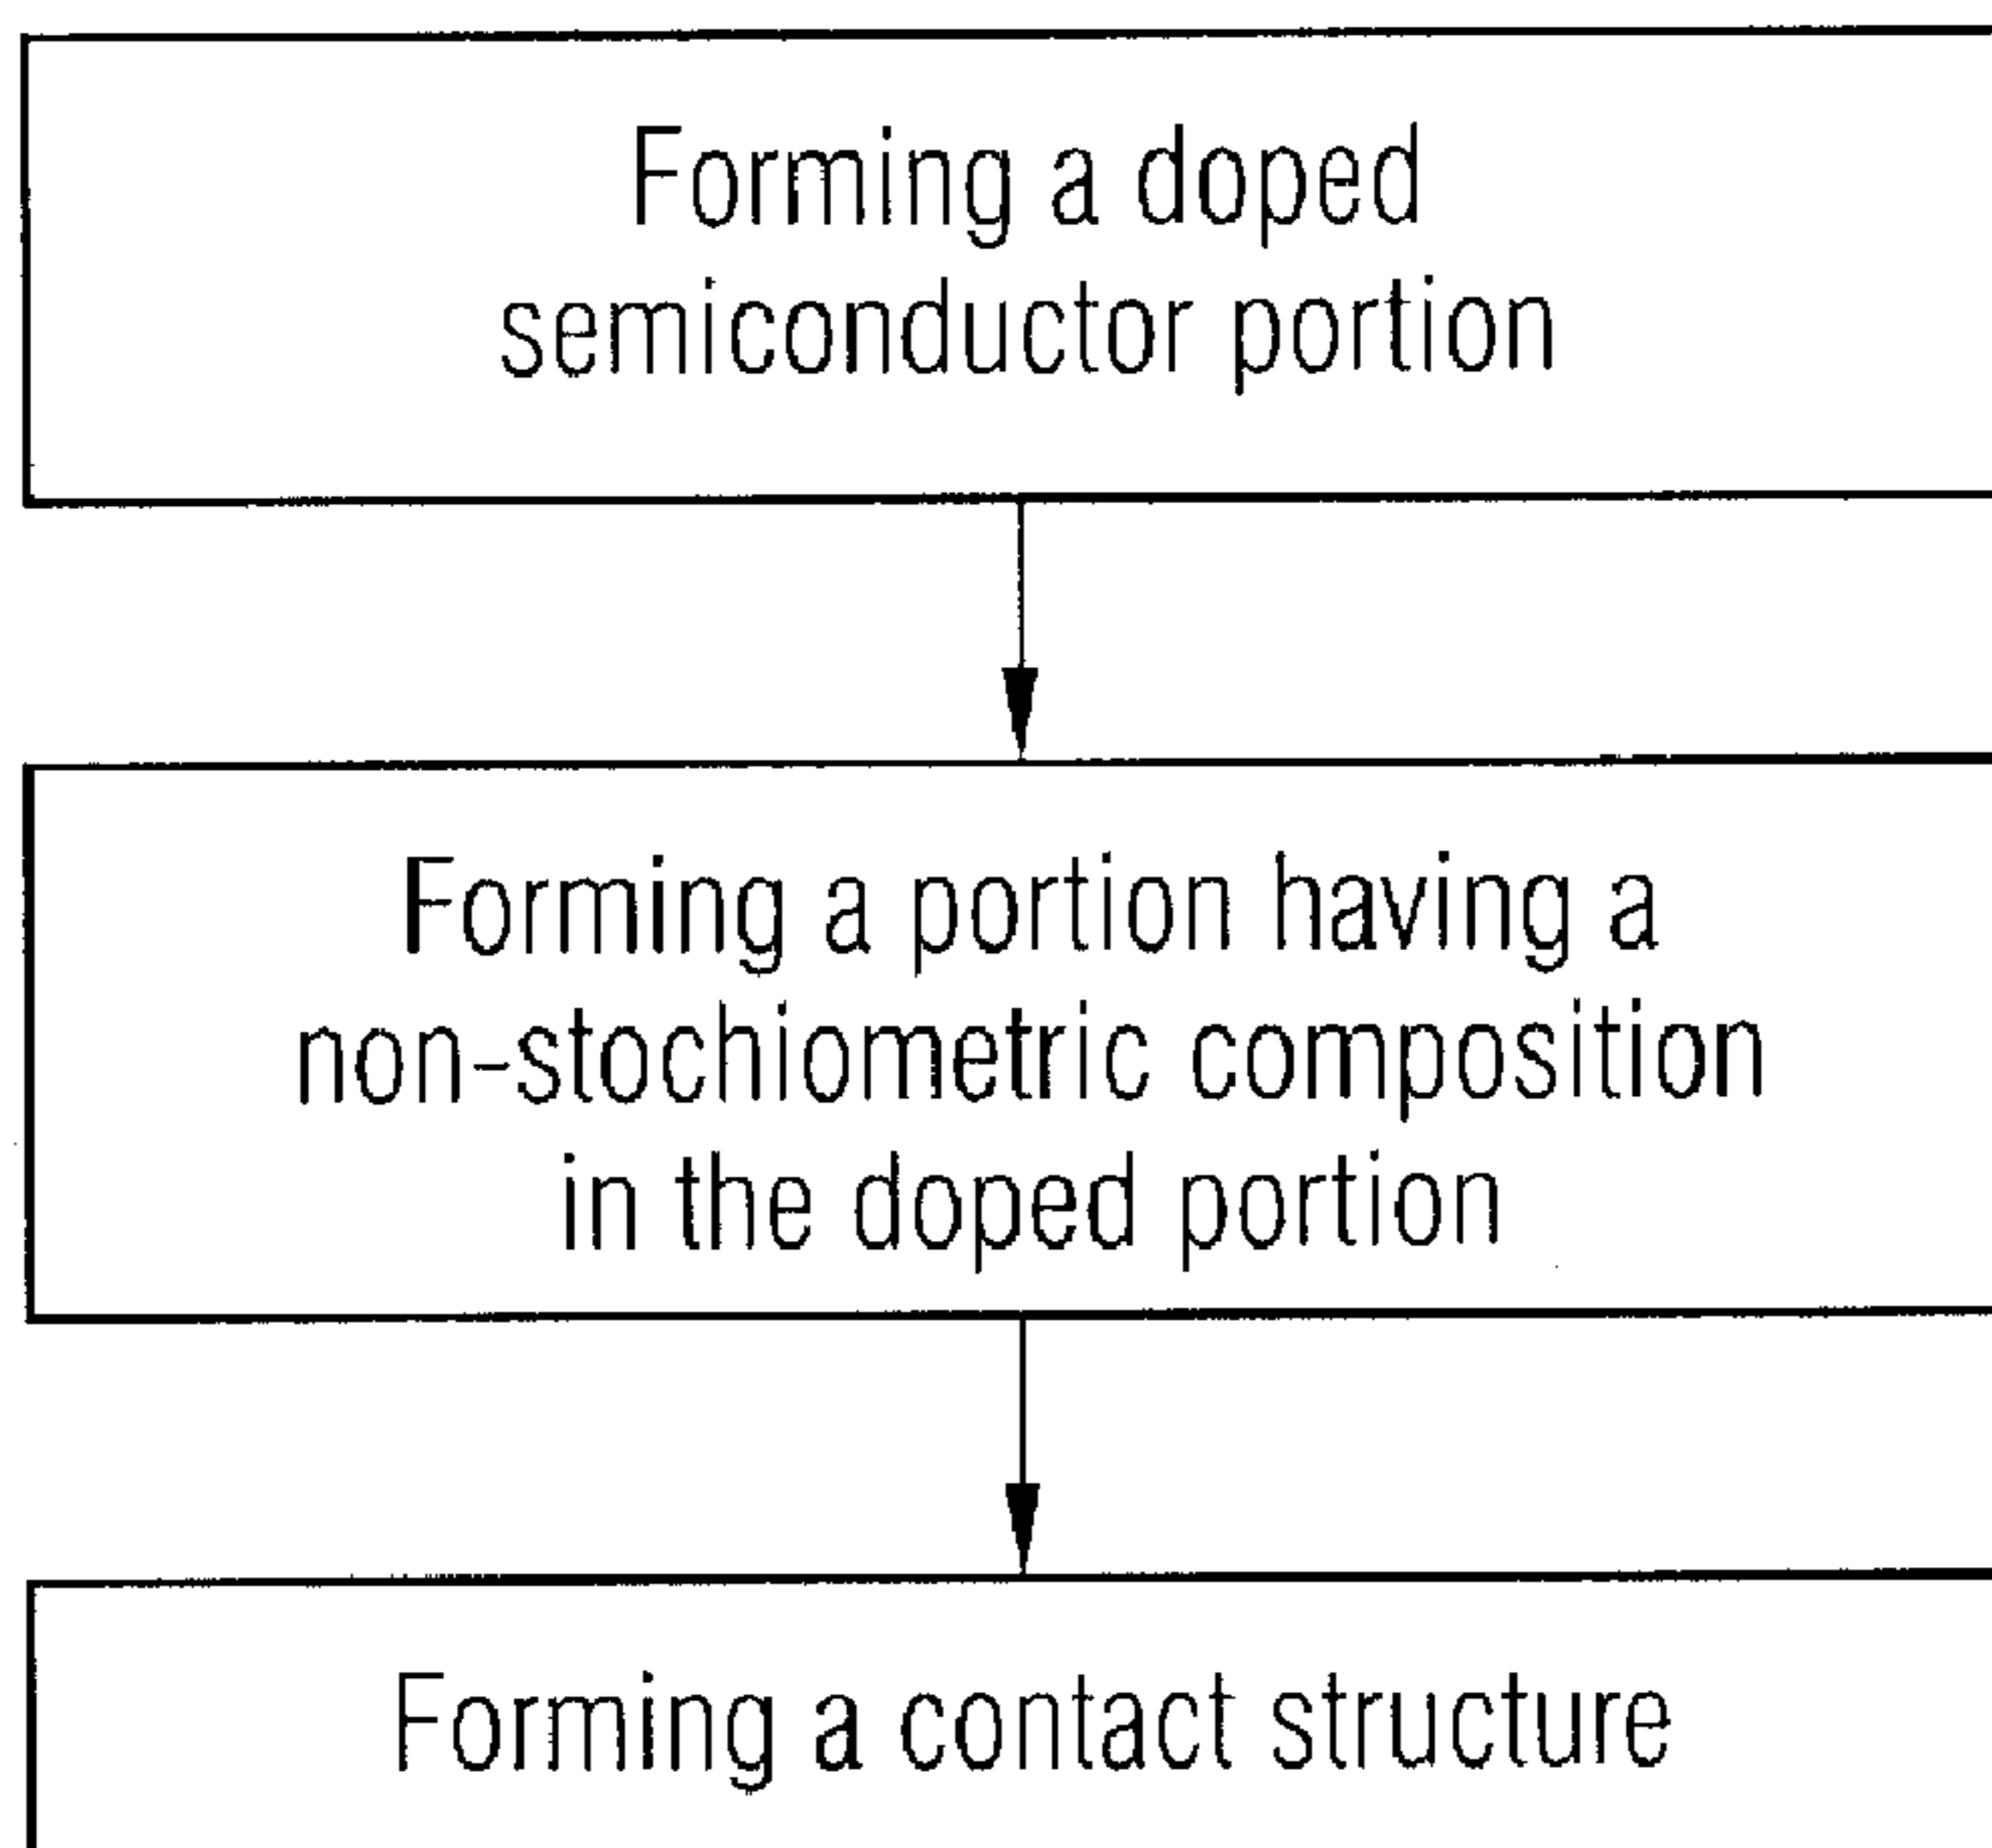 Forming a doped
semiconductor portion
Forming a portion having a
non-stochiometric composition
in the doped portion
Forming a contact structure